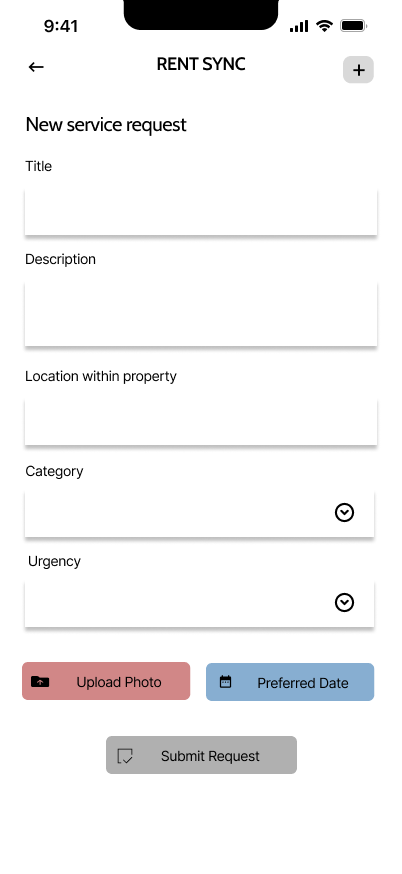 9:41
RENT SYNC
New service request
Title
Description
Location within property
Category
Urgency
Upload Photo
Preferred Date
Submit Request